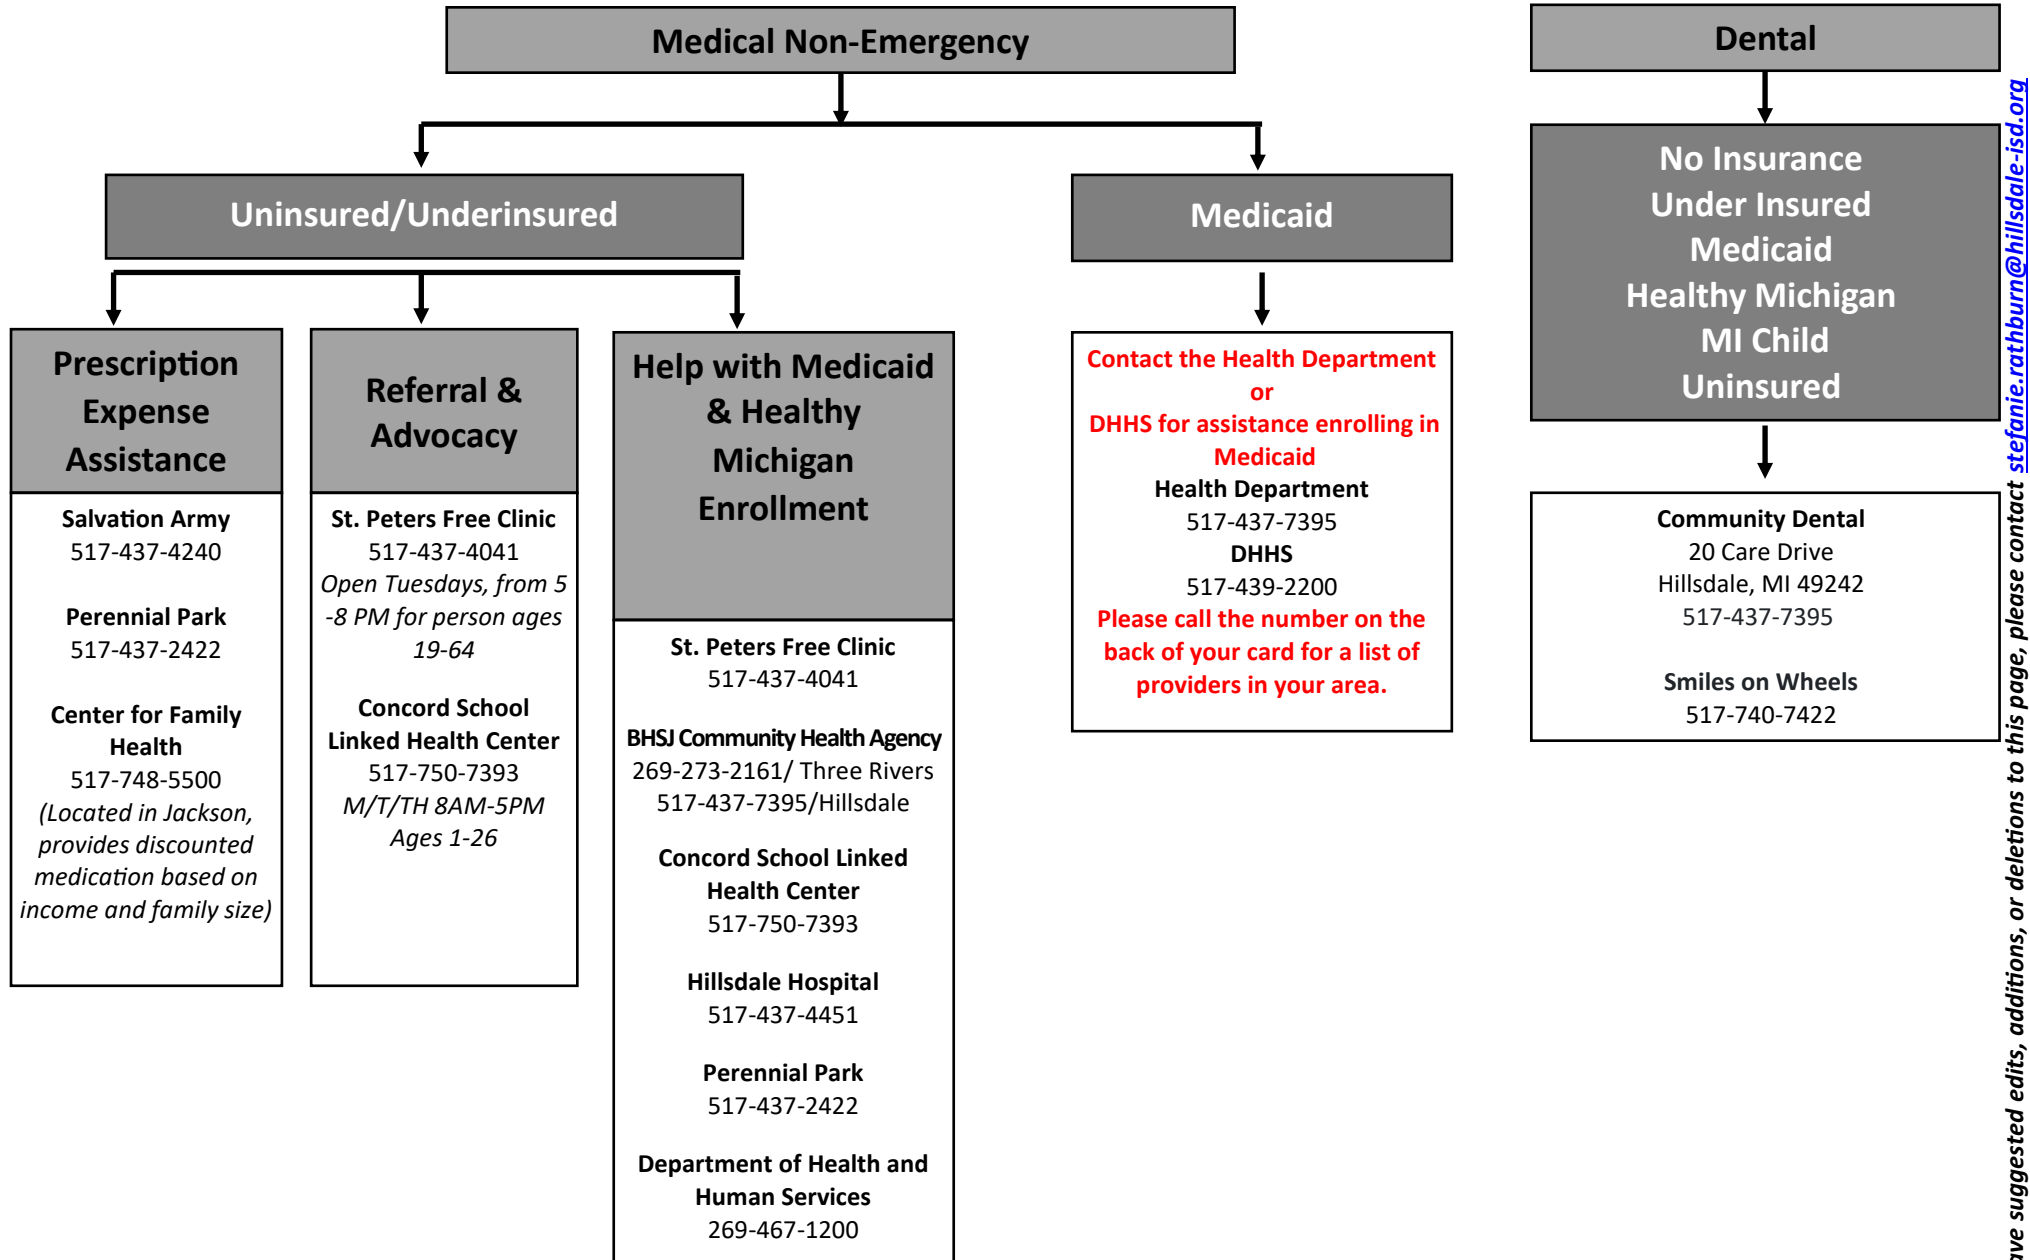 Medical Non-Emergency
Uninsured/Underinsured
Medicaid
Prescription
Expense
Assistance
Salvation Army
517-437-4240
Perennial Park
517-437-2422
Center for Family
Health
517-748-5500
(Located in Jackson,
provides discounted
medication based on
income and family size)
Referral &
Advocacy
St. Peters Free Clinic
517-437-4041
Open Tuesdays, from 5
-8 PM for person ages
19-64
Concord School
Linked Health Center
517-750-7393
M/T/TH 8AM-5PM
Ages 1-26
Help with Medicaid
& Healthy
Michigan
Enrollment
St. Peters Free Clinic
517-437-4041
BHSJ Community Health Agency
269-273-2161/ Three Rivers
517-437-7395/Hillsdale
Concord School Linked
Health Center
517-750-7393
Hillsdale Hospital
517-437-4451
Perennial Park
517-437-2422
Department of Health and
Human Services
269-467-1200
Contact the Health Department
or
DHHS for assistance enrolling in
Medicaid
Health Department
517-437-7395
DHHS
517-439-2200
Please call the number on the
back of your card for a list of
providers in your area.
Dental
No Insurance
Under Insured
Medicaid
Healthy Michigan
MI Child
Uninsured
Community Dental
20 Care Drive
Hillsdale, MI 49242
517-437-7395
Smiles on Wheels
517-740-7422
suggested edits, additions, or deletions to this page, please contact stefanie.rathburn@hillsdale-isd.org